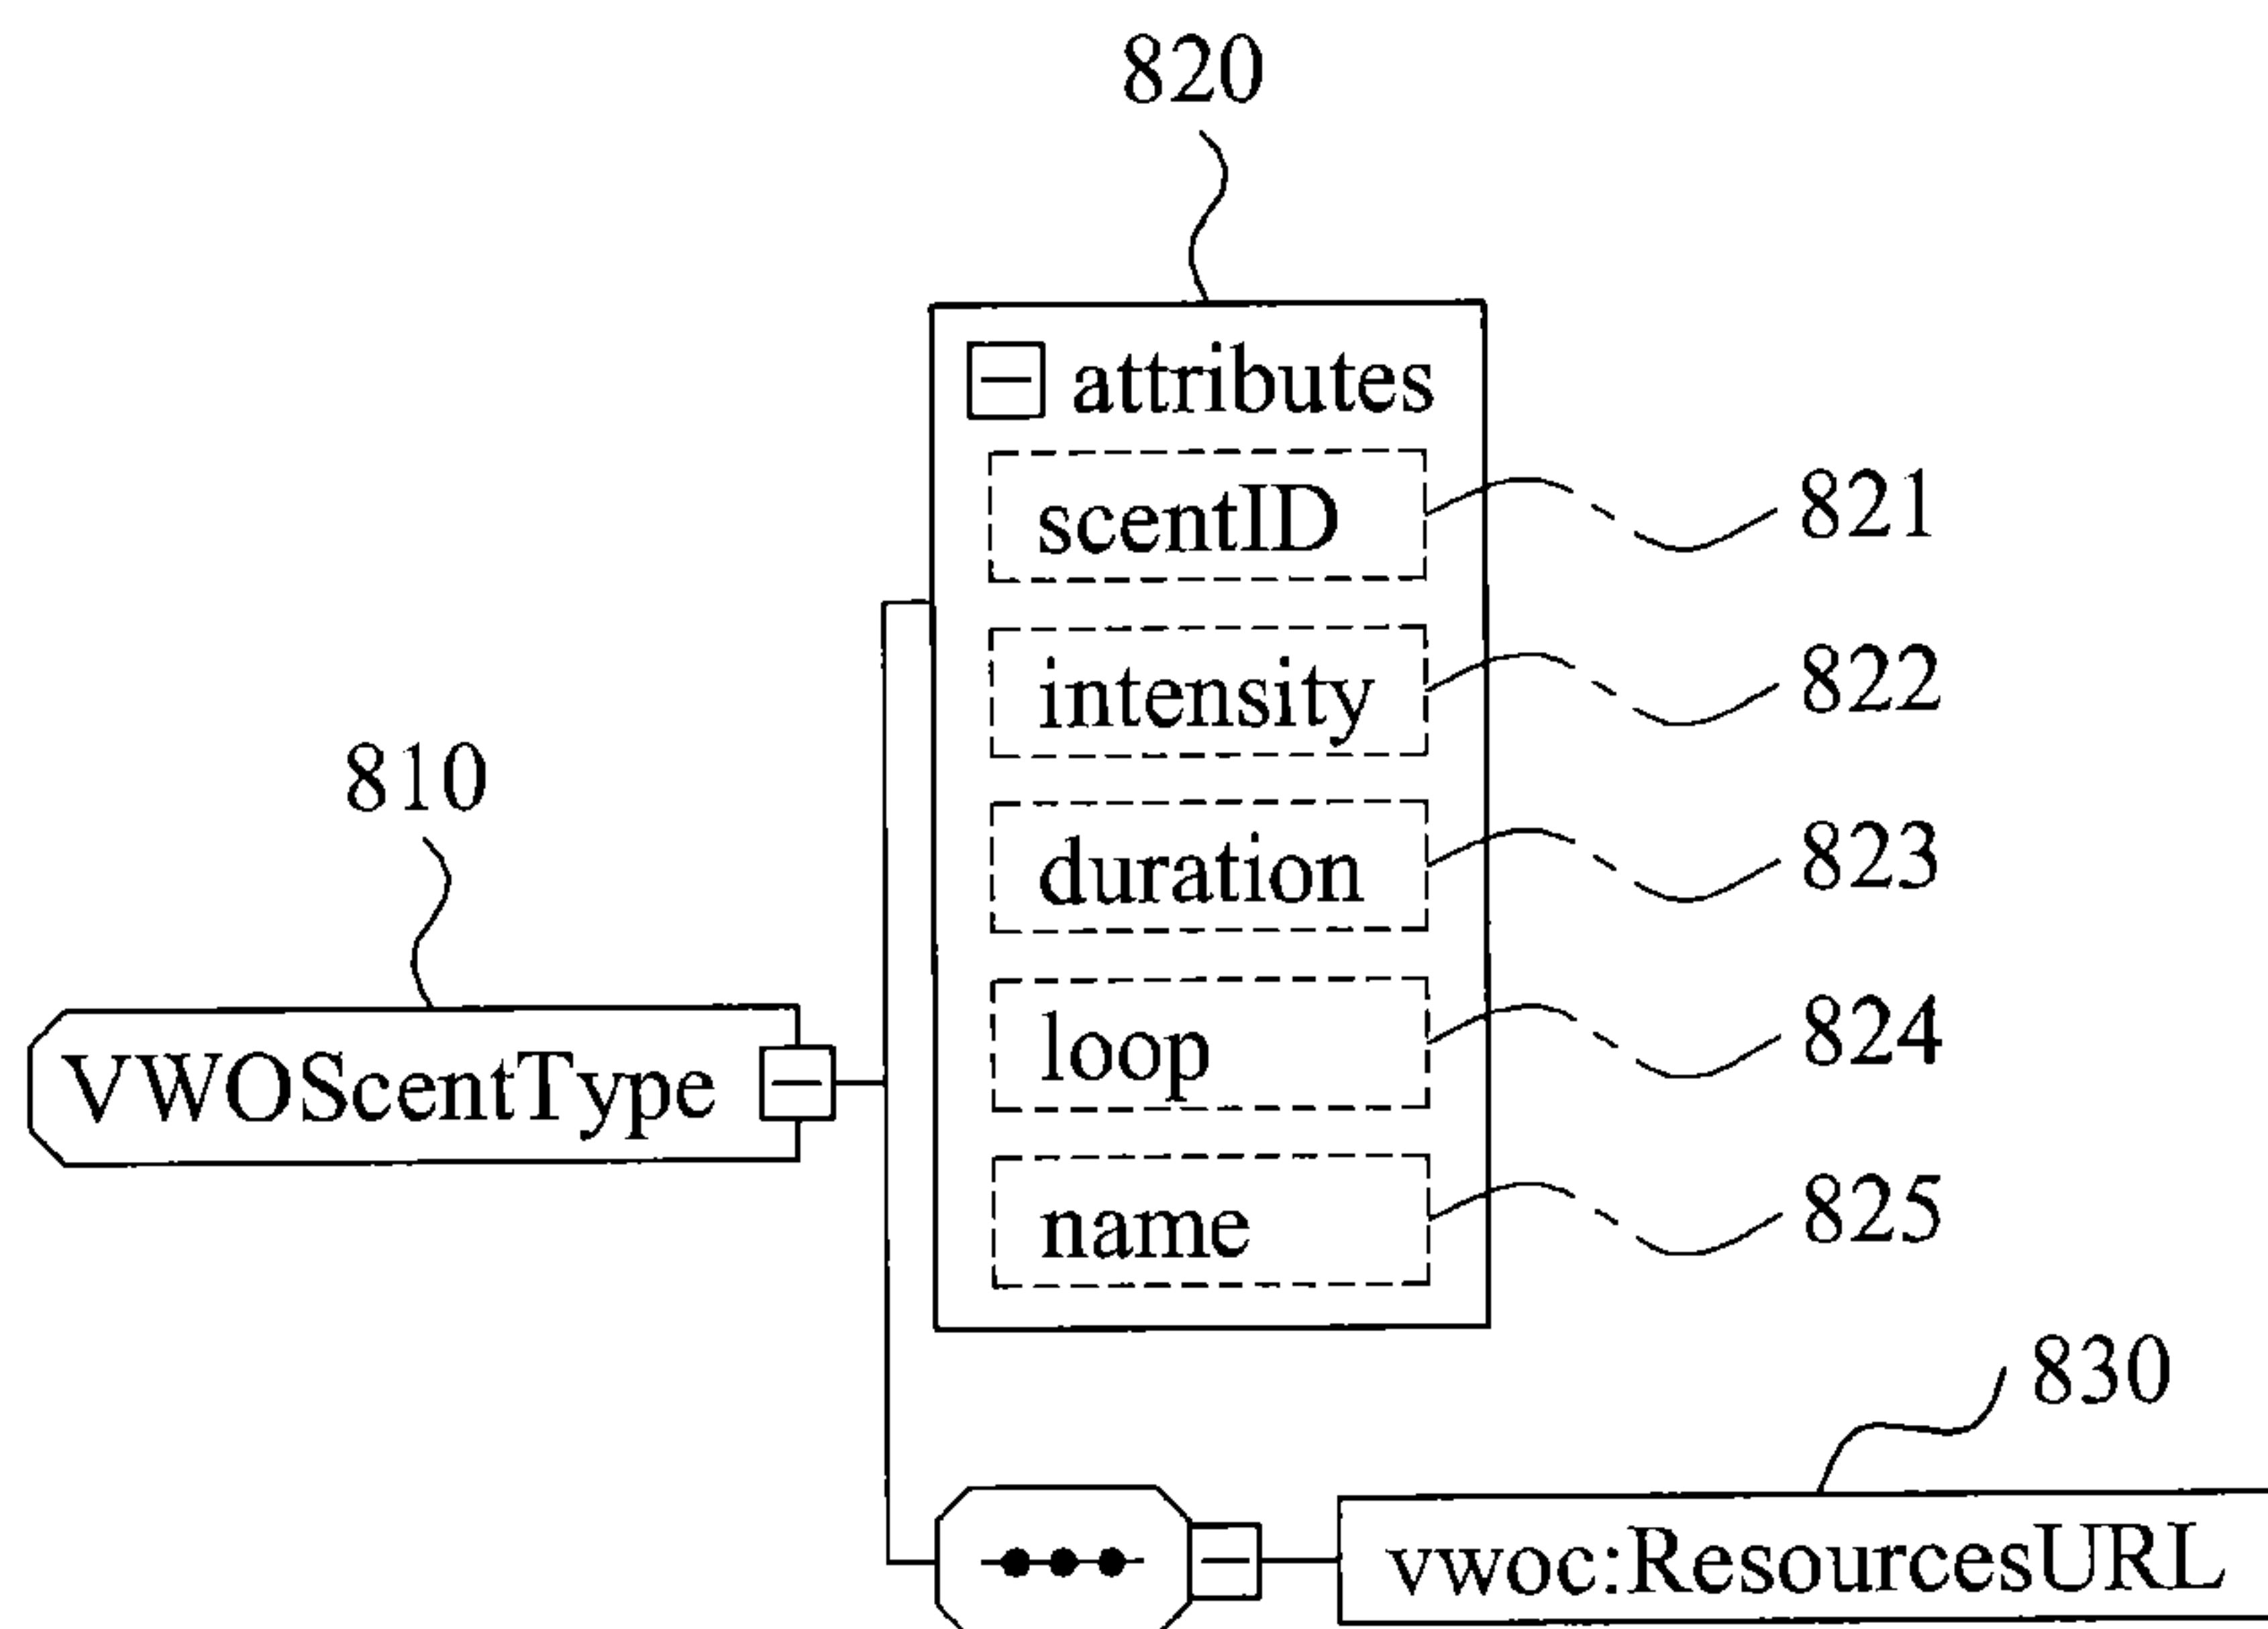 820
attributes
scentID 821
intensity 822
810
duration 823
loop 824
VWOScentType
name 825
830
vwoc:ResourcesURL